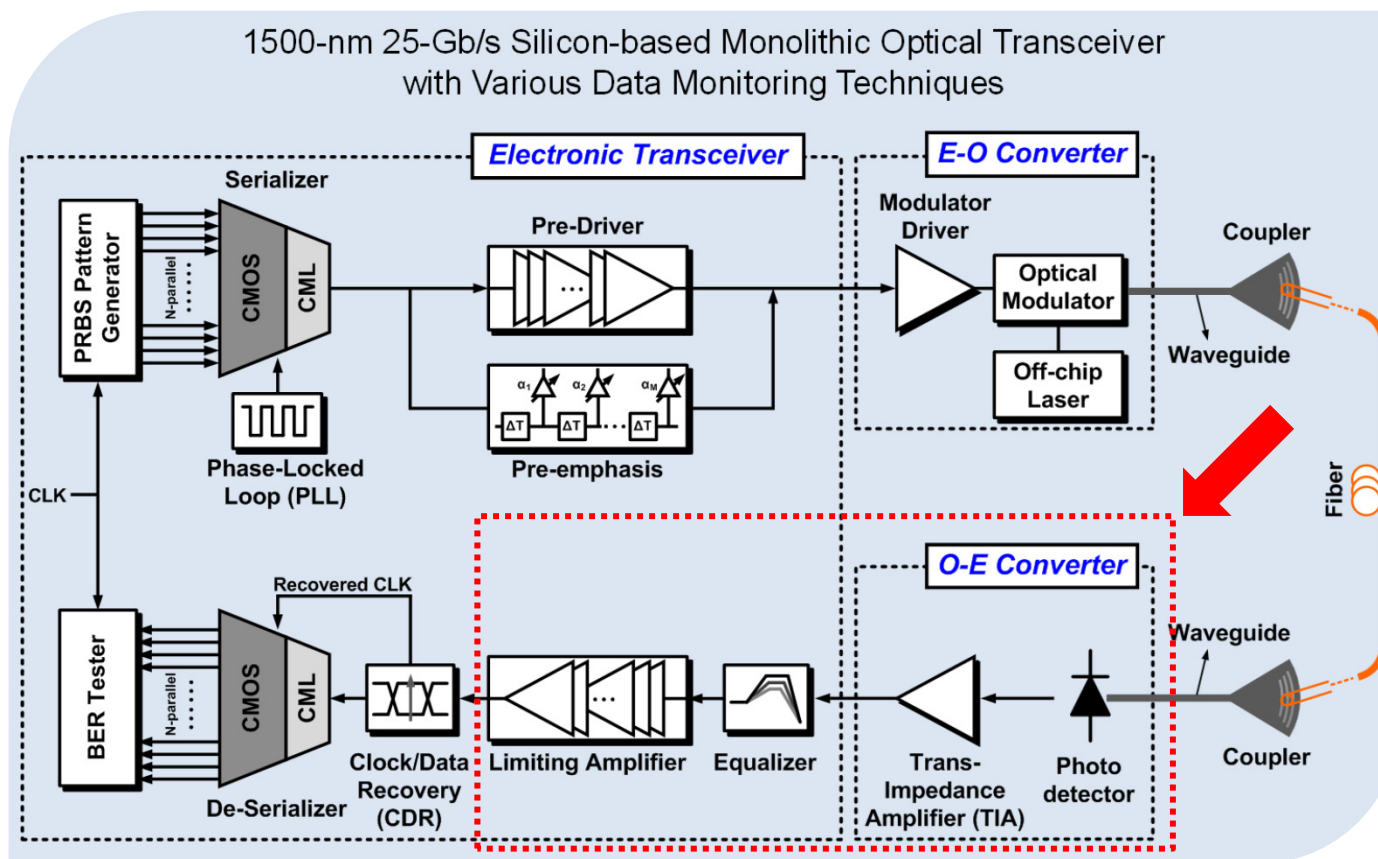 1500-nm 25-Gb/s Silicon-based Monolithic Optical Transceiver
with Various Data Monitoring Techniques
Electronic Transceiver
E-O Converter
Serializer
PRBS Pattern
Generator
N-parallel
CMOS
CML
Pre-Driver
Modulator
Driver
Optical
Modulator
Off-chip
Laser
Coupler
Waveguide
α1
α2
αM
ΔT
ΔT
ΔT
Pre-emphasis
Phase-Locked
Loop (PLL)
CLK
Fiber
O-E Converter
Recovered CLK
BER Tester
N-parallel
CMOS
CML
De-Serializer
Clock/Data
Recovery
(CDR)
Limiting Amplifier
Equalizer
Trans-
Impedance
Amplifier (TIA)
Photo
detector
Waveguide
Coupler